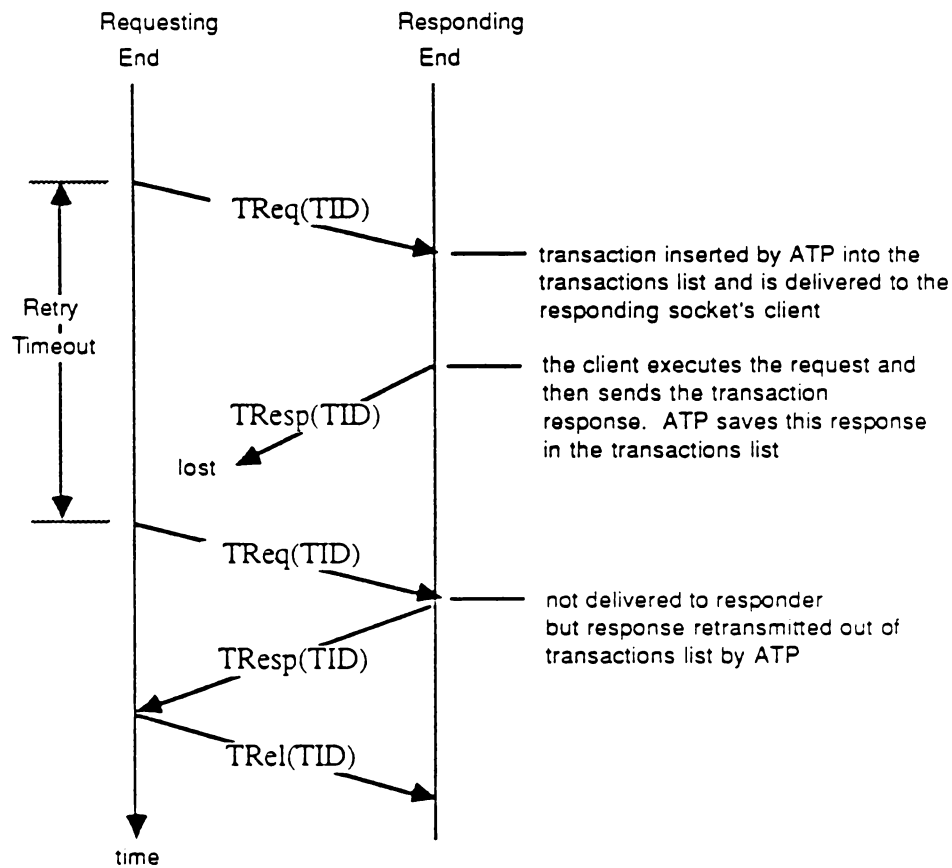 Requesting
End
Responding
End
TReq(TID)
transaction inserted by ATP into the
transactions list and is delivered to the
responding socket's client
Retry
Timeout
the client executes the request and
then sends the transaction
response. ATP saves this response
in the transactions list
TResp(TID)
lost
TReq(TID)
not delivered to responder
but response retransmitted out of
transactions list by ATP
TResp(TID)
TRel(TID)
time